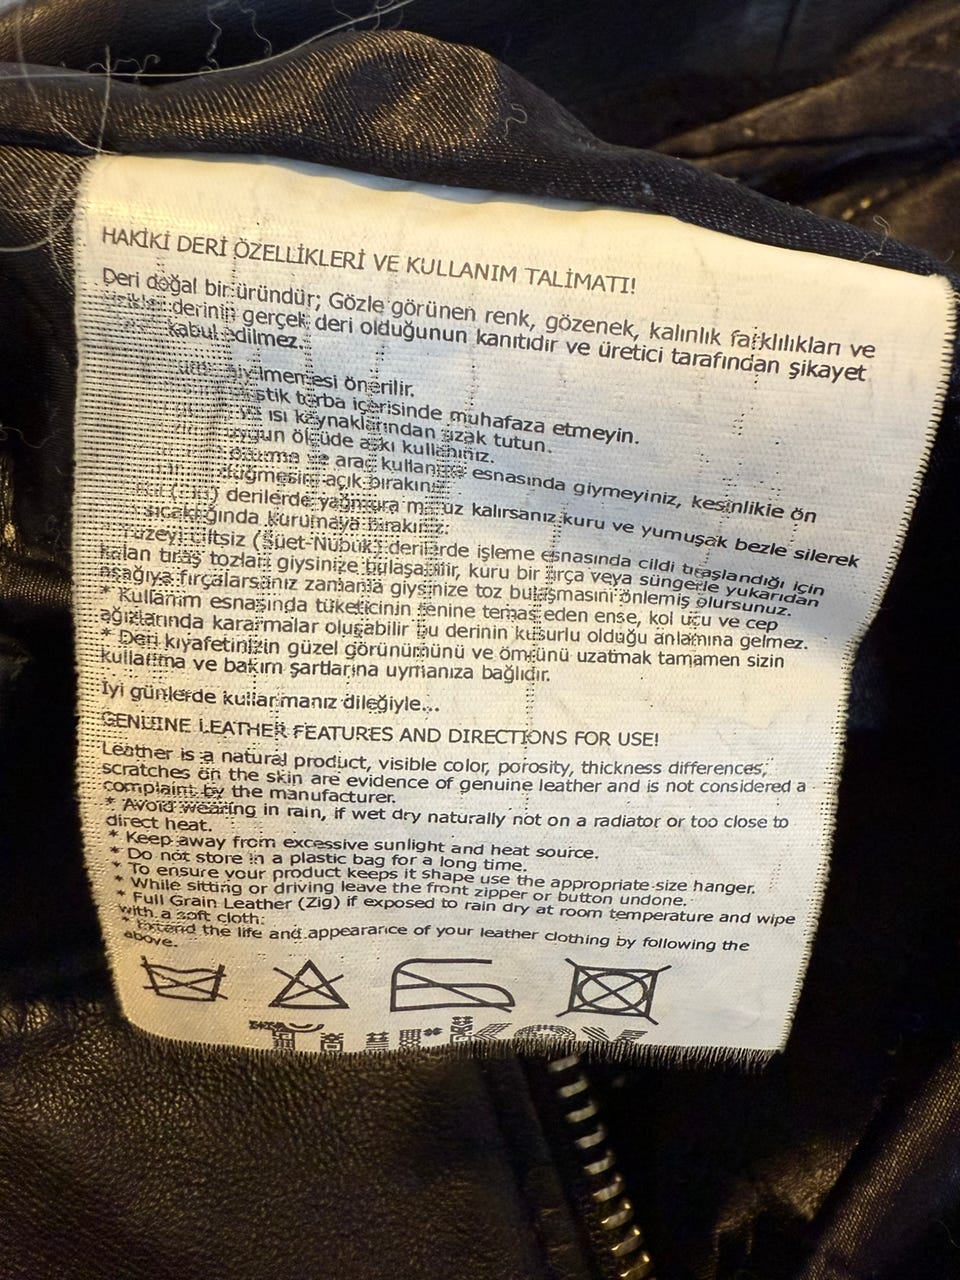 HAKİKİ DERİ ÖZELLİKLERİ VE KULLANIM TALİMATI!
Deri doğal bir üründür; Gözle görünen renk, gözenek, kalınlık farklılıkları ve
derinin gerçek deri olduğunun kanıtıdır ve üretici tarafından şikayet
kabul edilmez.
önerilir.
torba içerisinde muhafaza etmeyin.
ısı kaynaklarından uzak tutun.
uygun ölçüde askı kullanınız.
ve araç kullanma esnasında giymeyiniz, kesinlikle ön
düğmesini açık bırakın
derilerde yağmura maruz kalırsanız kuru ve yumuşak bezle silerek
sıcaklığında kurumaya bırakınız.
(Süet-Nubuk) derilerde işleme esnasında cildi tıraşlandığı için
kalan tıraş tozları giysinize bulaşabilir, kuru bir fırça veya süngerle yukarıdan
aşağıya fırçalarsanız zamanla giysinize toz bulaşmasını önlemiş olursunuz.
* Kullanım esnasında tüketicinin tenine temas eden ense, kol ucu ve cep
ağızlarında kararmalar oluşabilir bu derinin kusurlu olduğu anlamına gelmez.
* Deri kıyafetinizin güzel görünümünü ve ömrünü uzatmak tamamen sizin
kullanma ve bakım şartlarına uymanıza bağlıdır.
İyi günlerde kullanmanız dileğiyle...
GENUINE LEATHER FEATURES AND DIRECTIONS FOR USE!
Leather is a natural product, visible color, porosity, thickness differences,
scratches on the skin are evidence of genuine leather and is not considered a
complaint by the manufacturer.
* Avoid wearing in rain, if wet dry naturally not on a radiator or too close to
direct heat.
* Keep away from excessive sunlight and heat source.
* Do not store in a plastic bag for a long time.
* To ensure your product keeps it shape use the appropriate size hanger.
* While sitting or driving leave the front zipper or button undone.
* Full Grain Leather (Zig) if exposed to rain dry at room temperature and wipe
with a soft cloth:
* Extend the life and appearance of your leather clothing by following the
above.